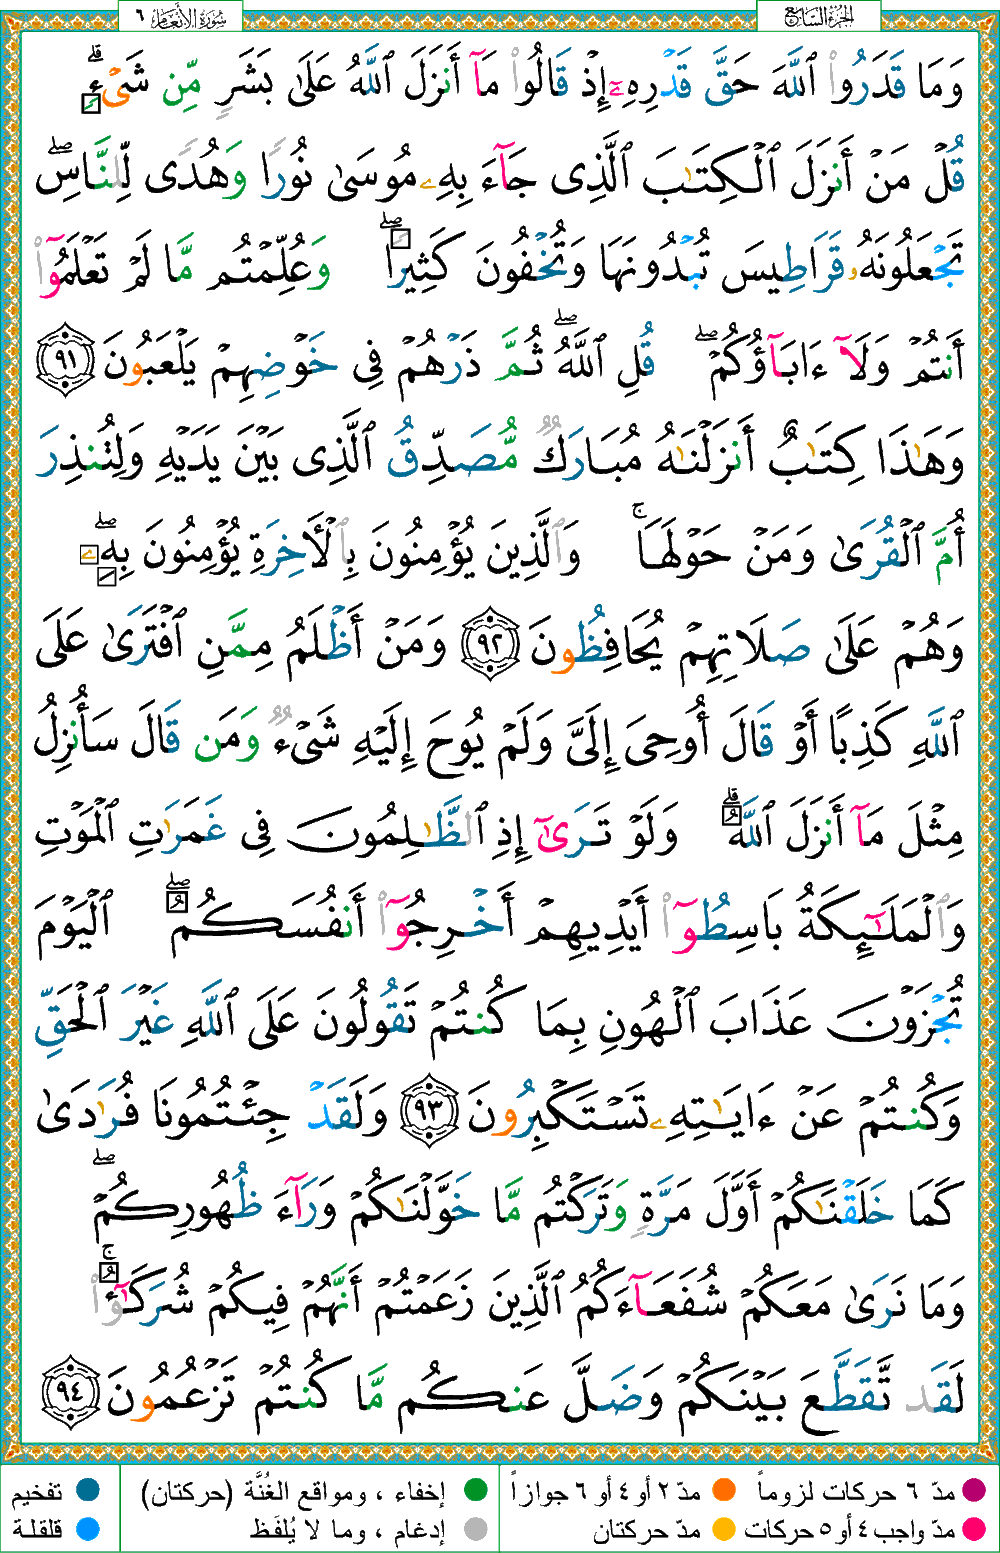 الجزء السابع
سورة الأنعام ٦
وَمَا قَدَرُوا۟ ٱللَّهَ حَقَّ قَدْرِهِۦٓ إِذْ قَالُوا۟ مَآ أَنزَلَ ٱللَّهُ عَلَىٰ بَشَرٍ مِّن شَىْءٍ ۗ
قُلْ مَنْ أَنزَلَ ٱلْكِتَـٰبَ ٱلَّذِى جَآءَ بِهِۦ مُوسَىٰ نُورًا وَهُدًى لِّلنَّاسِ ۖ
تَجْعَلُونَهُۥ قَرَاطِيسَ تُبْدُونَهَا وَتُخْفُونَ كَثِيرًا ۖ وَعُلِّمْتُم مَّا لَمْ تَعْلَمُوٓا۟
أَنتُمْ وَلَآ ءَابَآؤُكُمْ ۖ قُلِ ٱللَّهُ ۖ ثُمَّ ذَرْهُمْ فِى خَوْضِهِمْ يَلْعَبُونَ ٩١
وَهَـٰذَا كِتَـٰبٌ أَنزَلْنَـٰهُ مُبَارَكٌ مُّصَدِّقُ ٱلَّذِى بَيْنَ يَدَيْهِ وَلِتُنذِرَ
أُمَّ ٱلْقُرَىٰ وَمَنْ حَوْلَهَا ۚ وَٱلَّذِينَ يُؤْمِنُونَ بِٱلْـَٔاخِرَةِ يُؤْمِنُونَ بِهِۦ ۖ
وَهُمْ عَلَىٰ صَلَاتِهِمْ يُحَافِظُونَ ٩٢ وَمَنْ أَظْلَمُ مِمَّنِ ٱفْتَرَىٰ عَلَى
ٱللَّهِ كَذِبًا أَوْ قَالَ أُوحِىَ إِلَىَّ وَلَمْ يُوحَ إِلَيْهِ شَىْءٌ وَمَن قَالَ سَأُنزِلُ
مِثْلَ مَآ أَنزَلَ ٱللَّهُ ۗ وَلَوْ تَرَىٰٓ إِذِ ٱلظَّـٰلِمُونَ فِى غَمَرَٰتِ ٱلْمَوْتِ
وَٱلْمَلَـٰٓئِكَةُ بَاسِطُوٓا۟ أَيْدِيهِمْ أَخْرِجُوٓا۟ أَنفُسَكُمُ ۖ ٱلْيَوْمَ
تُجْزَوْنَ عَذَابَ ٱلْهُونِ بِمَا كُنتُمْ تَقُولُونَ عَلَى ٱللَّهِ غَيْرَ ٱلْحَقِّ
وَكُنتُمْ عَنْ ءَايَـٰتِهِۦ تَسْتَكْبِرُونَ ٩٣ وَلَقَدْ جِئْتُمُونَا فُرَٰدَىٰ
كَمَا خَلَقْنَـٰكُمْ أَوَّلَ مَرَّةٍ وَتَرَكْتُم مَّا خَوَّلْنَـٰكُمْ وَرَآءَ ظُهُورِكُمْ ۖ
وَمَا نَرَىٰ مَعَكُمْ شُفَعَآءَكُمُ ٱلَّذِينَ زَعَمْتُمْ أَنَّهُمْ فِيكُمْ شُرَكَـٰٓؤُا۟ ۚ
لَقَد تَّقَطَّعَ بَيْنَكُمْ وَضَلَّ عَنكُم مَّا كُنتُمْ تَزْعُمُونَ ٩٤
مدّ ٦ حركات لزوماً مدّ ٢ أو ٤ أو ٦ جوازاً إخفاء ، ومواقع الغُنَّة (حركتان) تفخيم
مدّ واجب ٤ أو ٥ حركات مدّ حركتان إدغام ، وما لا يُلفَظ قلقلة